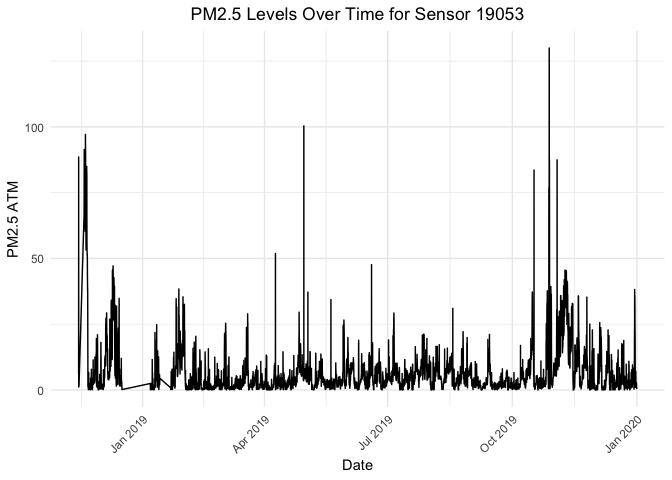 PM2.5 Levels Over Time for Sensor 19053
PM2.5 ATM
100
50
0
Jan 2019
Apr 2019
Jul 2019
Oct 2019
Jan 2020
Date